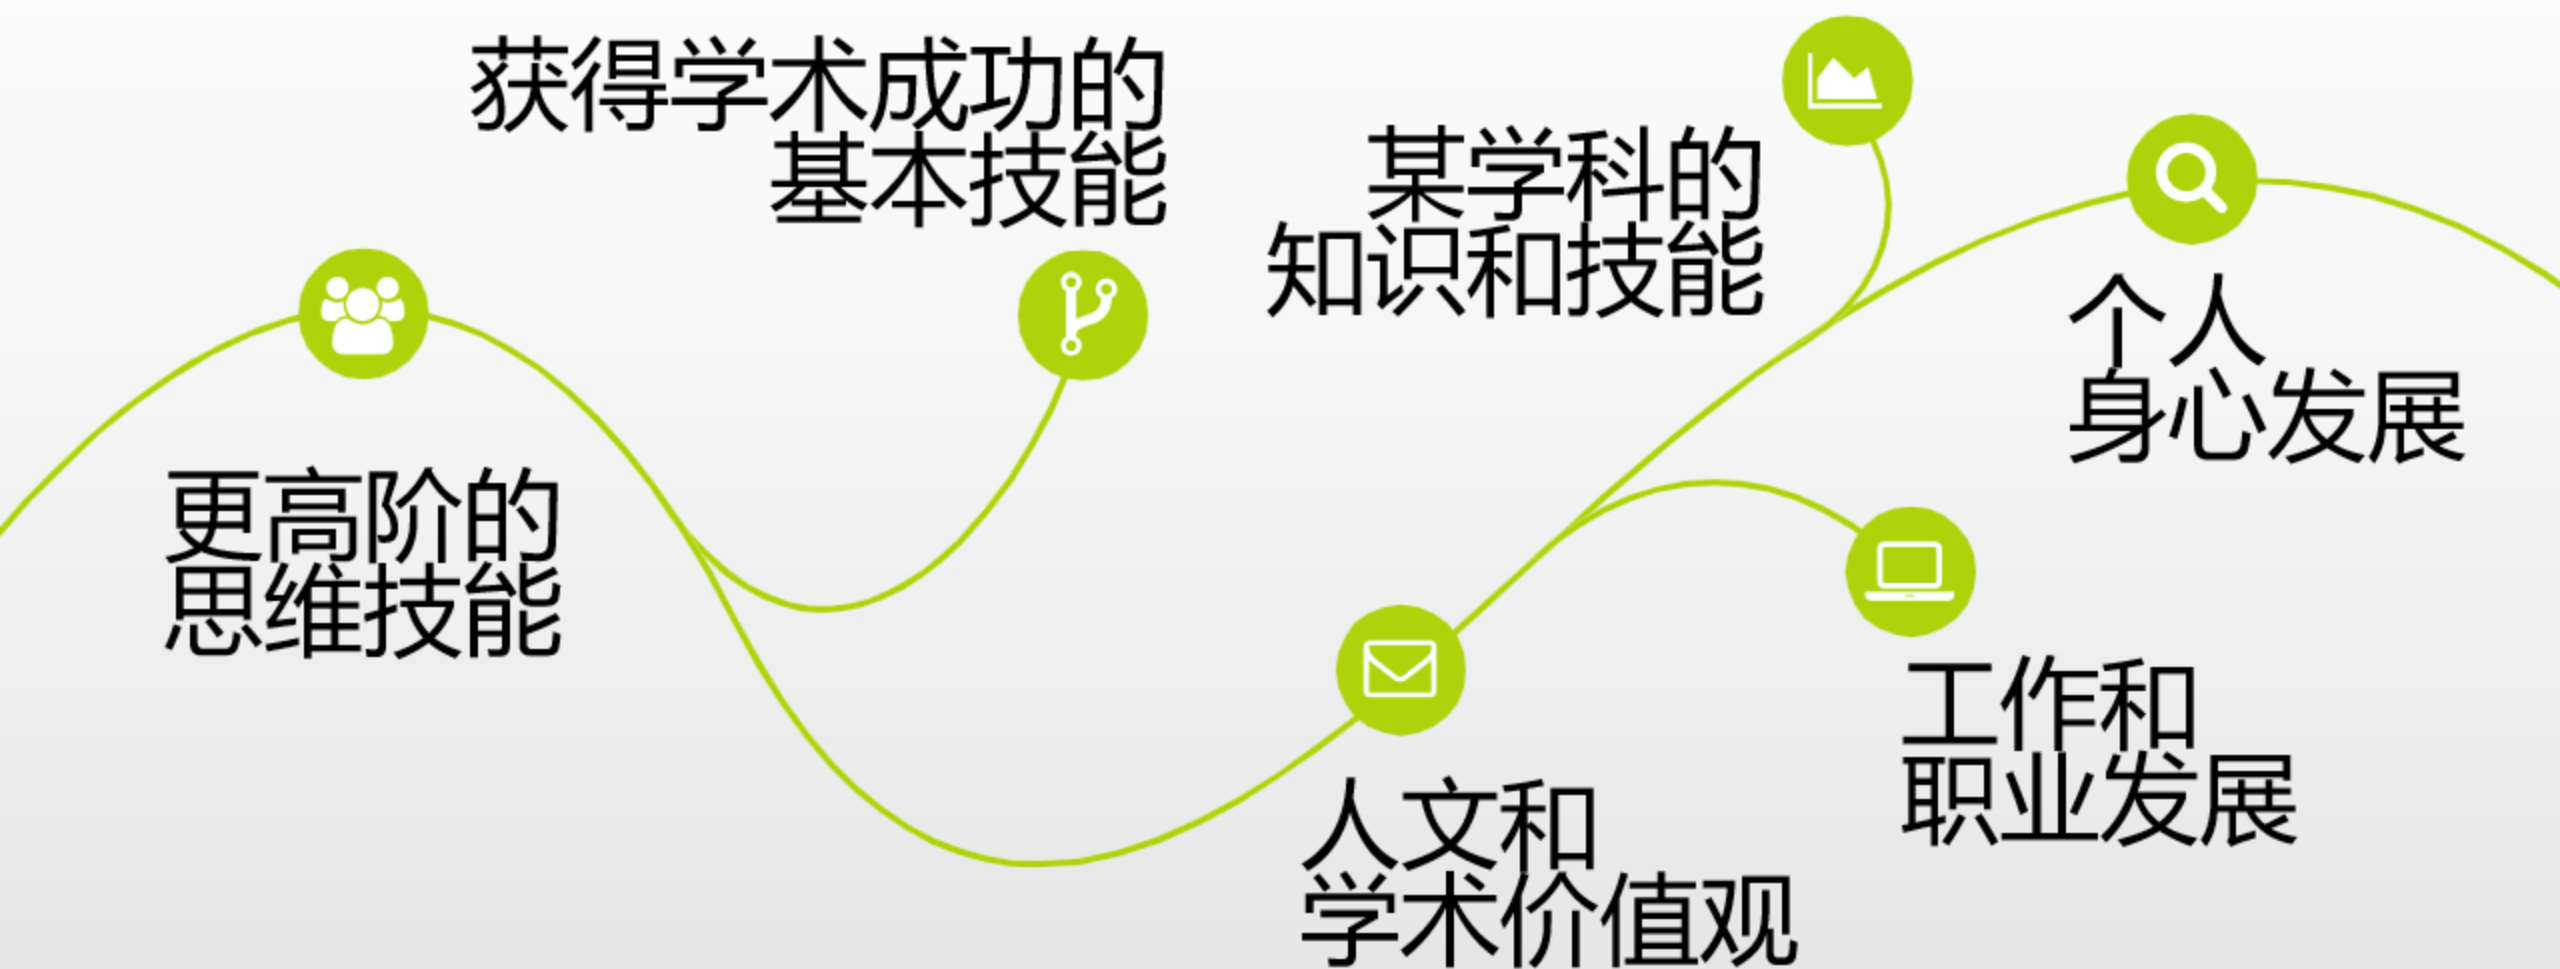 获得学术成功的
基本技能
某学科的
知识和技能
个人
身心发展
更高阶的
思维技能
工作和
职业发展
人文和
学术价值观